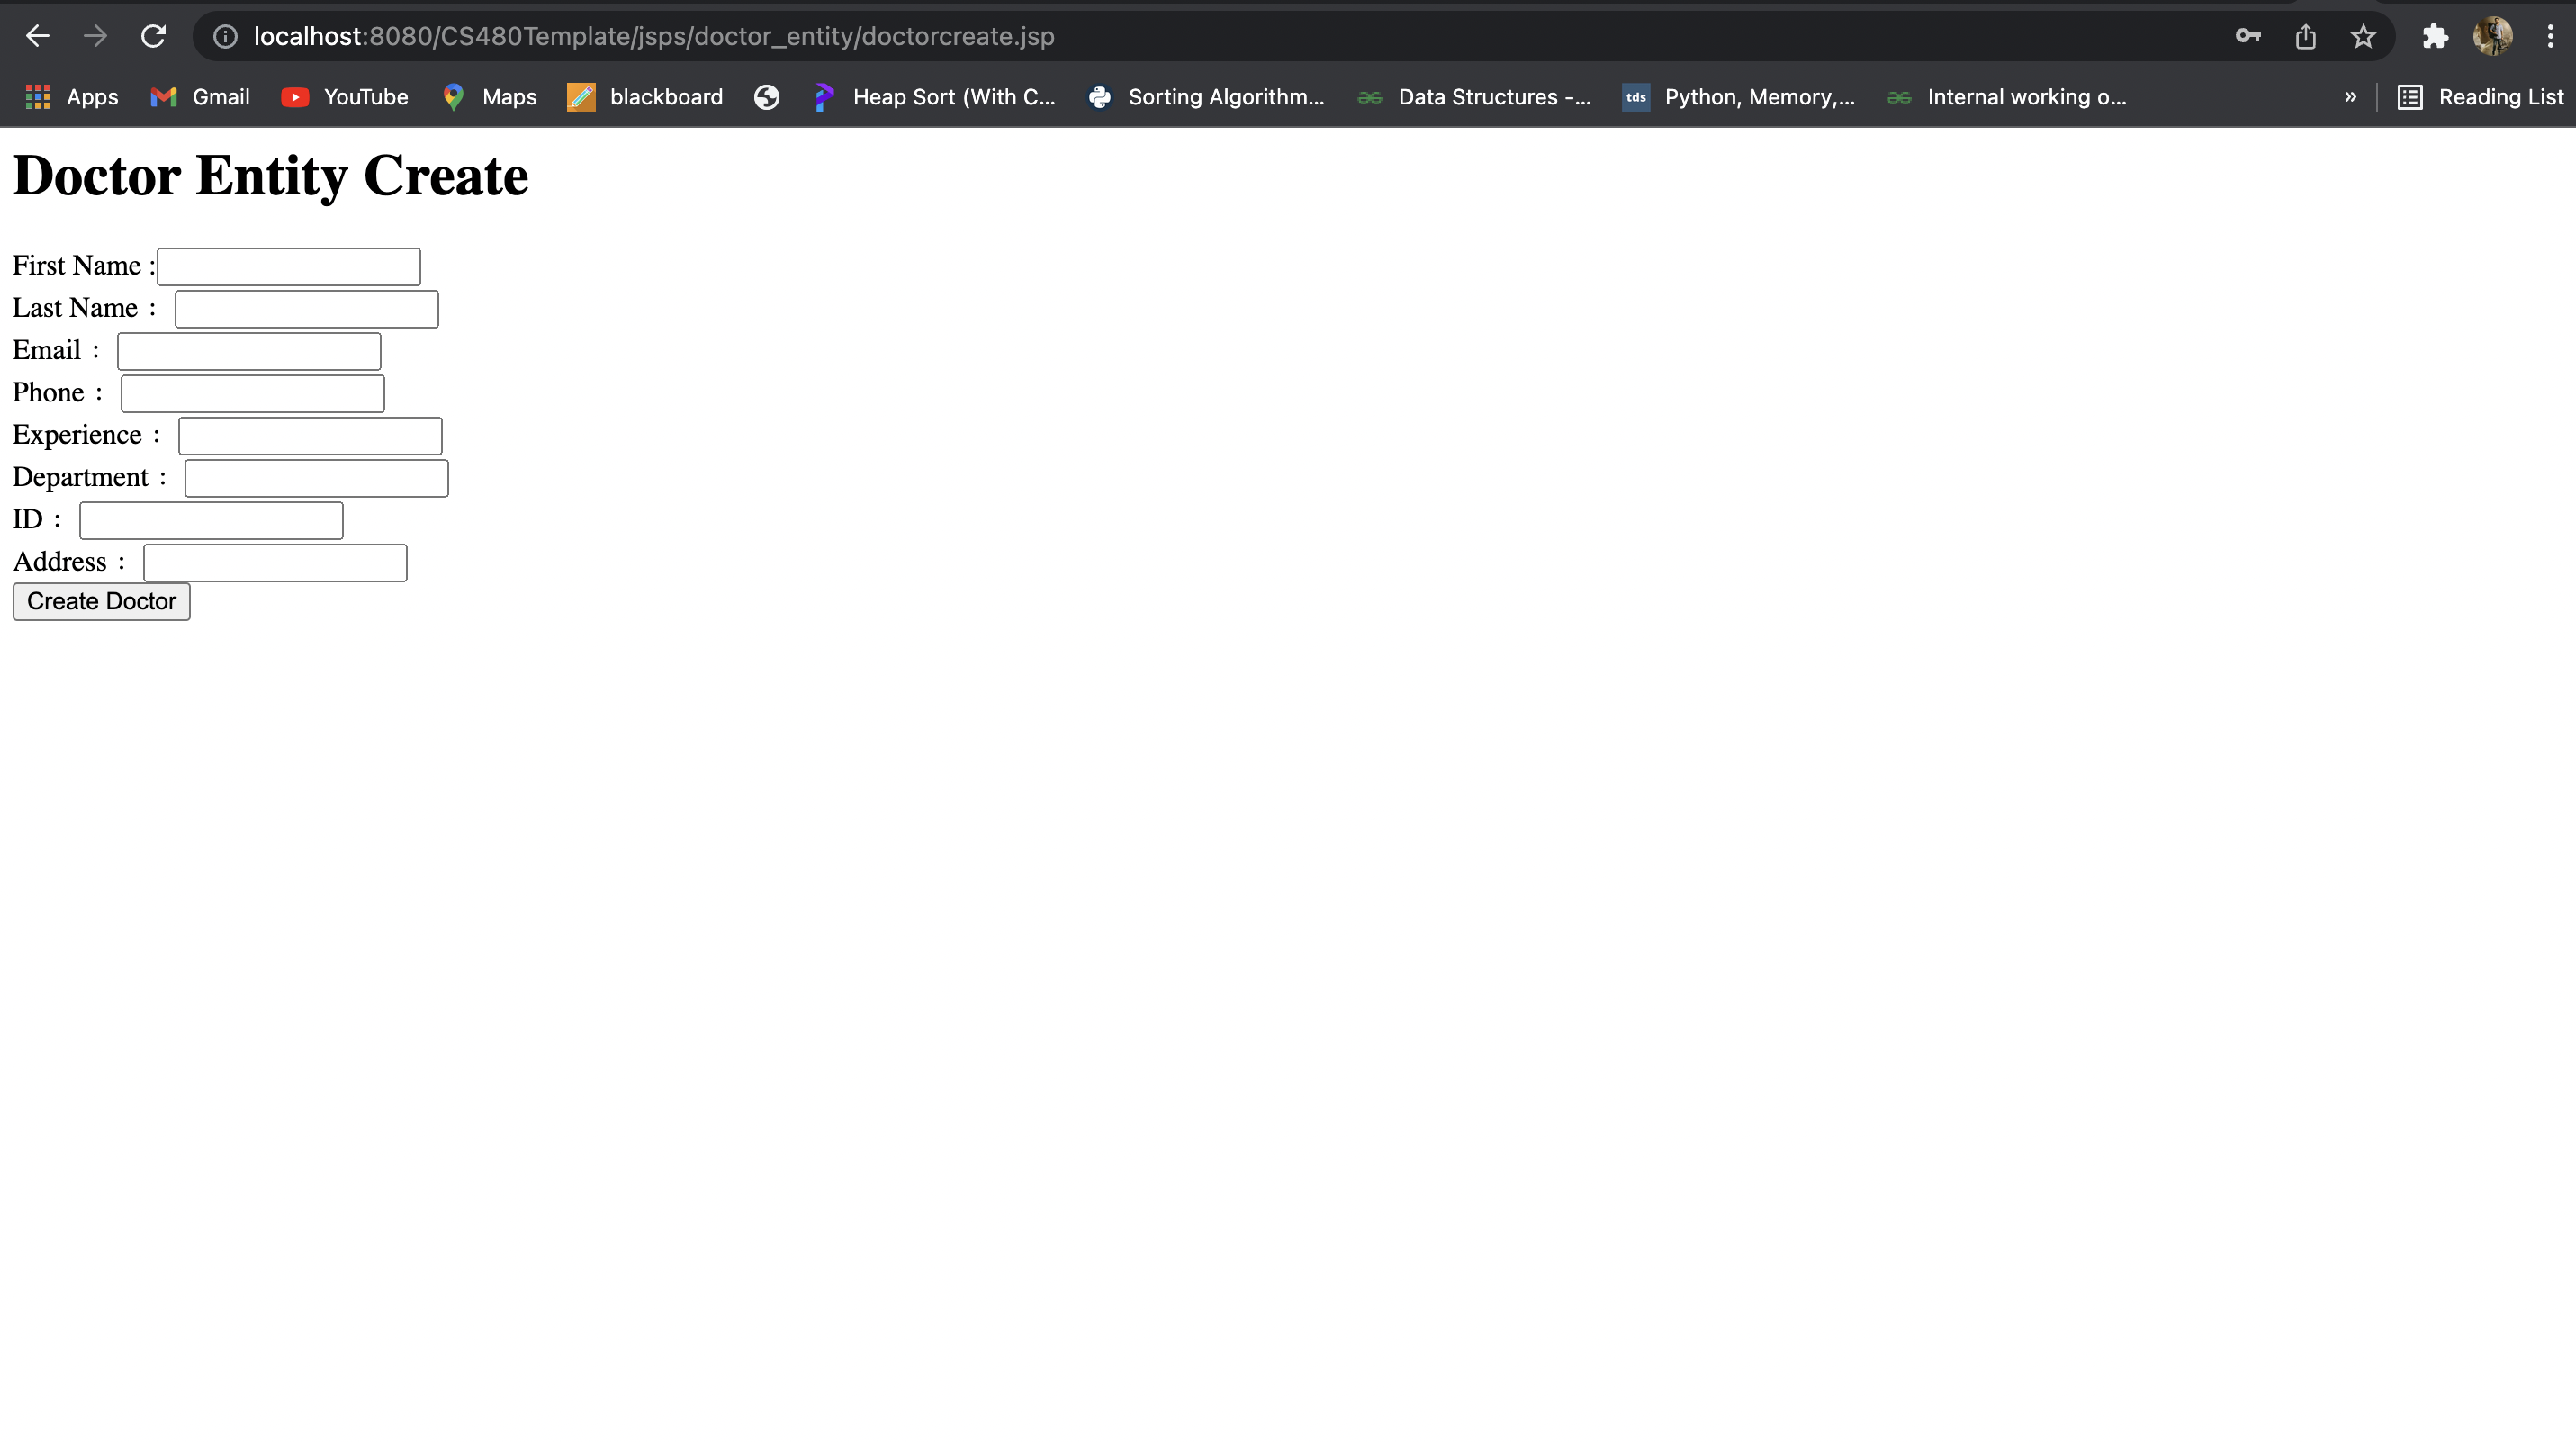 localhost:8080/CS480Template/jsps/doctor_entity/doctorcreate.jsp
Apps Gmail YouTube Maps blackboard Heap Sort (With C... Sorting Algorithm... Data Structures -... tds Python, Memory,... Internal working o... » Reading List
Doctor Entity Create
First Name :
Last Name :
Email :
Phone :
Experience :
Department :
ID :
Address :
Create Doctor